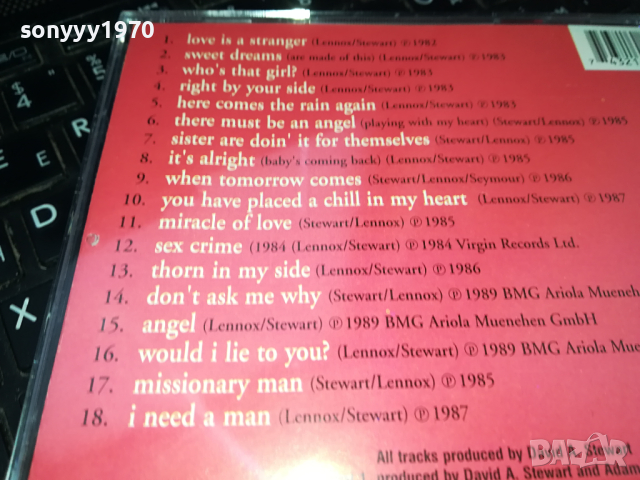 sonyyy1970
1. love is a stranger (Lennox/Stewart) ℗ 1982
2. sweet dreams (are made of this) (Lennox/Stewart) ℗ 1983
3. who's that girl? (Lennox/Stewart) ℗ 1983
4. right by your side (Lennox/Stewart) ℗ 1983
5. here comes the rain again (Lennox/Stewart) ℗ 1983
6. there must be an angel (playing with my heart) (Stewart/Lennox) ℗ 1985
7. sister are doin' it for themselves (Stewart/Lennox) ℗ 1985
8. it's alright (baby's coming back) (Lennox/Stewart) ℗ 1985
9. when tomorrow comes (Stewart/Lennox/Seymour) ℗ 1986
10. you have placed a chill in my heart (Lennox/Stewart) ℗ 1987
11. miracle of love (Stewart/Lennox) ℗ 1985
12. sex crime (1984 (Lennox/Stewart) ℗ 1984 Virgin Records Ltd.
13. thorn in my side (Lennox/Stewart) ℗ 1986
14. don't ask me why (Stewart/Lennox) ℗ 1989 BMG Ariola Muench
15. angel (Lennox/Stewart) ℗ 1989 BMG Ariola Muenchen GmbH
16. would i lie to you? (Lennox/Stewart) ℗ 1989 BMG Ariola Mue
17. missionary man (Stewart/Lennox) ℗ 1985
18. i need a man (Lennox/Stewart) ℗ 1987
All tracks produced by David A. Stewart
produced by David A. Stewart and Adam